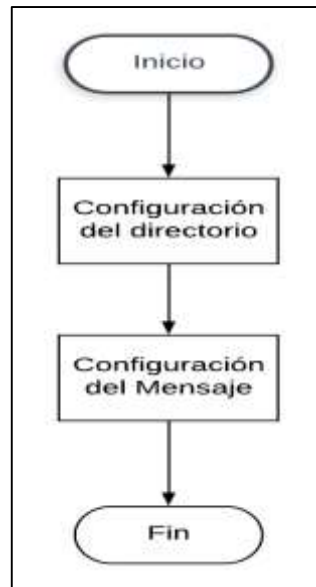 Inicio
Configuración
del directorio
Configuración
del Mensaje
Fin